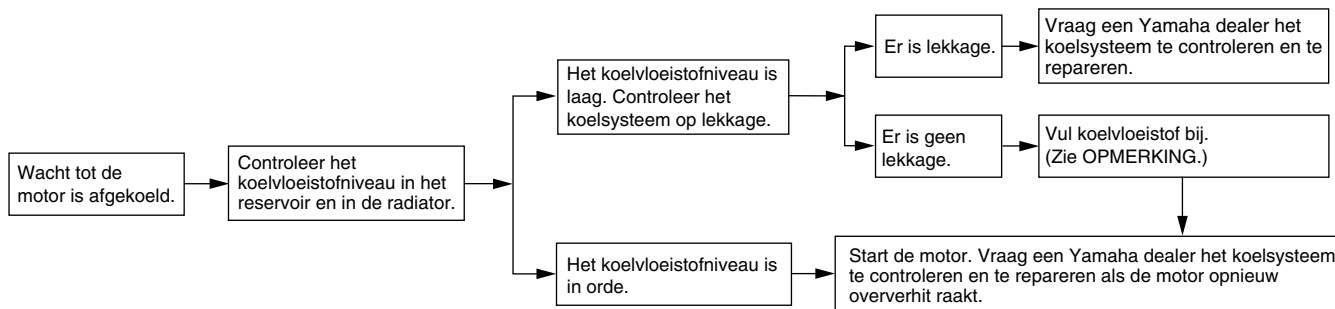 Wacht tot de
motor is afgekoeld.
Controleer het
koelvloeistofniveau in het
reservoir en in de radiator.
Het koelvloeistofniveau is
laag. Controleer het
koelsysteem op lekkage.
Er is lekkage.
Vraag een Yamaha dealer het
koelsysteem te controleren en te
repareren.
Er is geen
lekkage.
Vul koelvloeistof bij.
(Zie OPMERKING.)
Het koelvloeistofniveau is
in orde.
Start de motor. Vraag een Yamaha dealer het koelsysteem
te controleren en te repareren als de motor opnieuw
oververhit raakt.